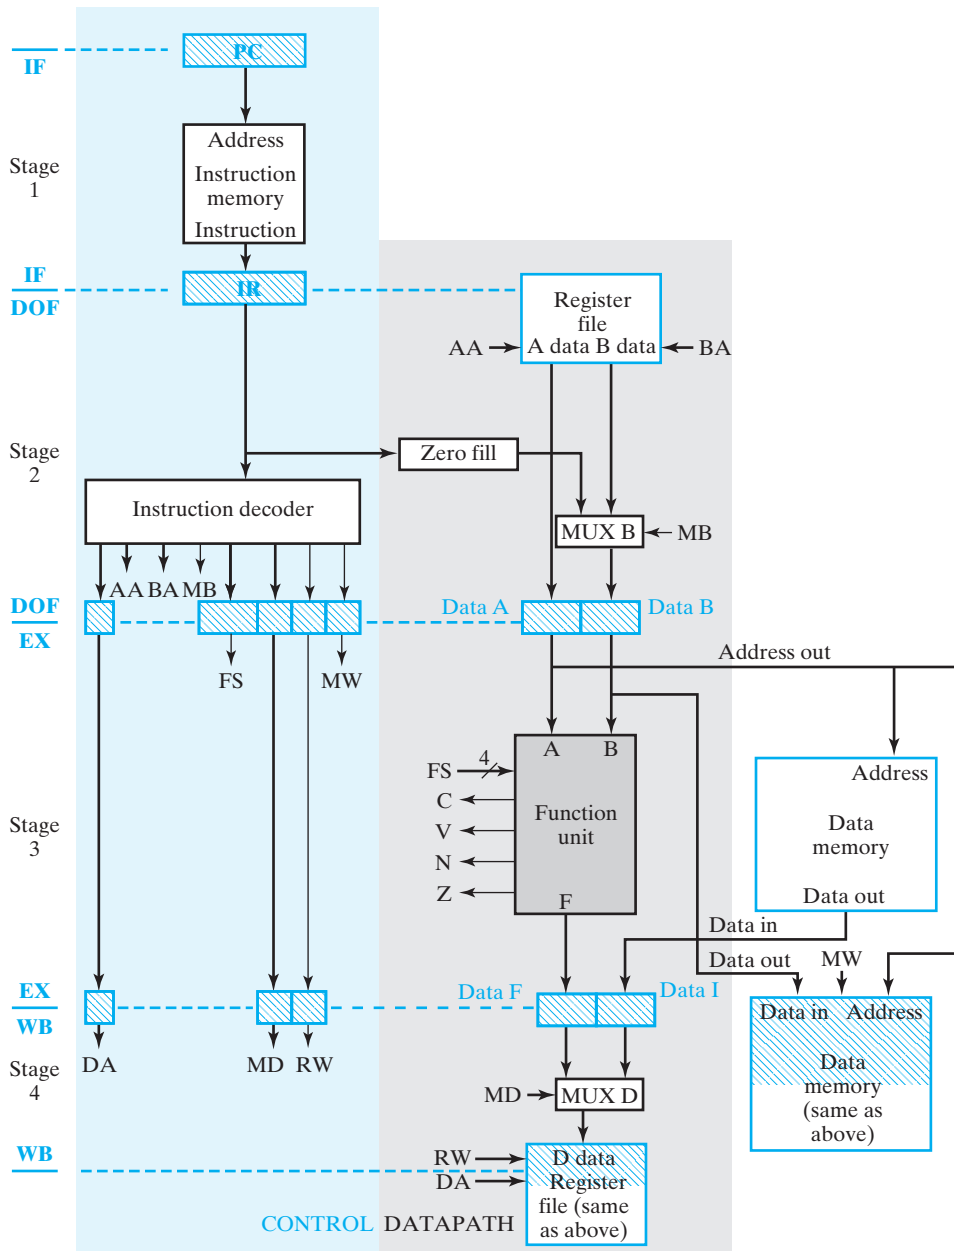 PC
IF
Address
Stage
1
Instruction
memory
Instruction
IF
IR
DOF
Register
file
AA
A data B data
BA
Stage
2
Zero fill
Instruction decoder
MUX B
MB
AA BA MB
DOF
Data A
Data B
EX
Address out
FS
MW
A
B
4
FS
Address
C
Function
unit
Data
memory
Stage
3
V
N
Z
Data out
F
Data in
Data out
MW
EX
Data F
Data I
WB
Data in
Address
DA
MD
RW
Stage
4
Data
memory
(same as
above)
MD
MUX D
WB
RW
D data
DA
Register
file (same
as above)
CONTROL
DATAPATH